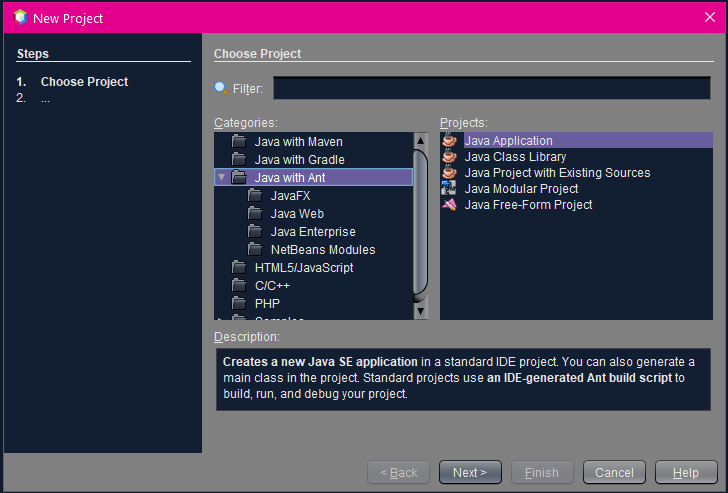 New Project
Steps
1. Choose Project
2. ...
Choose Project
Filter:
Categories:
Java with Maven
Java with Gradle
Java with Ant
JavaFX
Java Web
Java Enterprise
NetBeans Modules
HTML5/JavaScript
C/C++
PHP
Samples
Projects:
Java Application
Java Class Library
Java Project with Existing Sources
Java Modular Project
Java Free-Form Project
Description:
Creates a new Java SE application in a standard IDE project. You can also generate a
main class in the project. Standard projects use an IDE-generated Ant build script to
build, run, and debug your project.
< Back
Next >
Finish
Cancel
Help